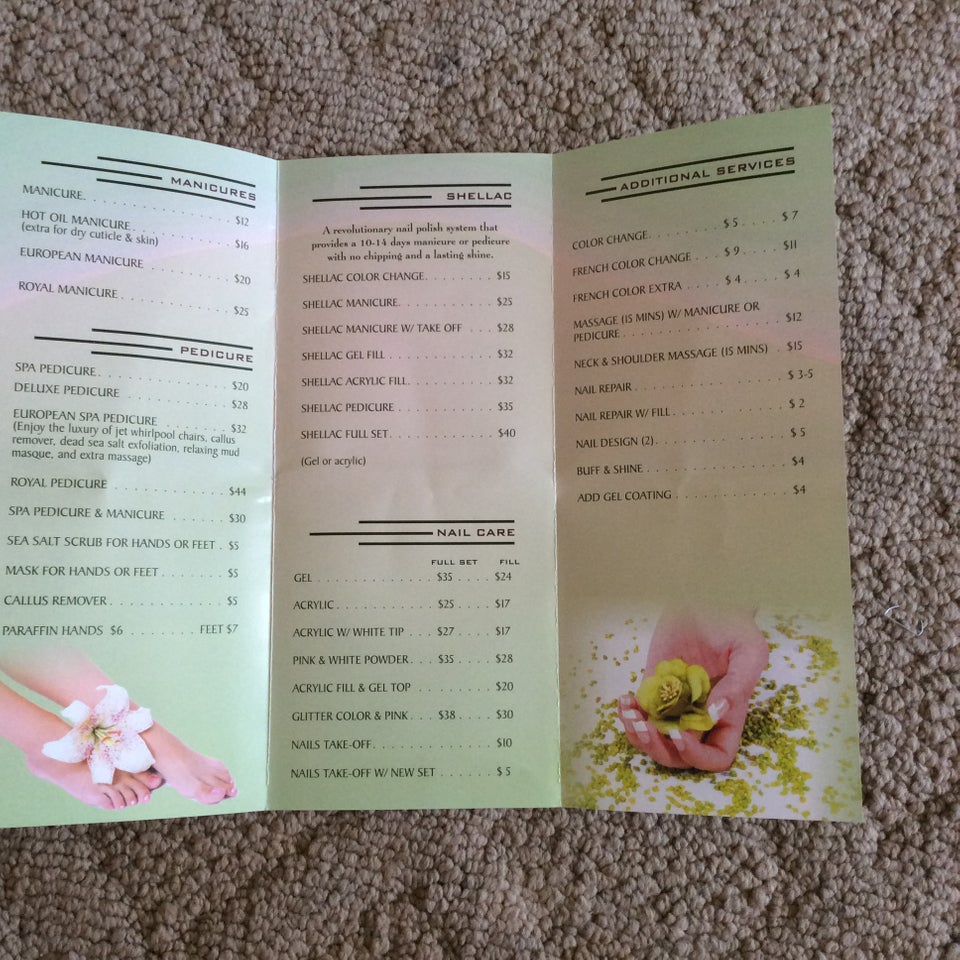 MANICURES
MANICURE. . . . . . . . . . . . . . . . . . $12
HOT OIL MANICURE . . . . . . . . . . . $16
(extra for dry cuticle & skin)
EUROPEAN MANICURE . . . . . . . . . $20
ROYAL MANICURE . . . . . . . . . . . . $25
PEDICURE
SPA PEDICURE. . . . . . . . . . . . . . . $20
DELUXE PEDICURE . . . . . . . . . . . . $28
EUROPEAN SPA PEDICURE . . . . . . . $32
(Enjoy the luxury of jet whirlpool chairs, callus
remover, dead sea salt exfoliation, relaxing mud
masque, and extra massage)
ROYAL PEDICURE . . . . . . . . . . . . . $44
SPA PEDICURE & MANICURE . . . . . . $30
SEA SALT SCRUB FOR HANDS OR FEET . $5
MASK FOR HANDS OR FEET . . . . . . . $5
CALLUS REMOVER . . . . . . . . . . . . . $5
PARAFFIN HANDS $6 . . . . . . . . FEET $7
SHELLAC
A revolutionary nail polish system that
provides a 10-14 days manicure or pedicure
with no chipping and a lasting shine.
SHELLAC COLOR CHANGE. . . . . . . . $15
SHELLAC MANICURE. . . . . . . . . . . . $25
SHELLAC MANICURE W/ TAKE OFF . . . $28
SHELLAC GEL FILL . . . . . . . . . . . . . $32
SHELLAC ACRYLIC FILL. . . . . . . . . . . $32
SHELLAC PEDICURE . . . . . . . . . . . . $35
SHELLAC FULL SET. . . . . . . . . . . . . $40
(Gel or acrylic)
NAIL CARE
FULL SET FILL
GEL . . . . . . . . . . . . . . $35 . . . . $24
ACRYLIC . . . . . . . . . . . $25 . . . . $17
ACRYLIC W/ WHITE TIP . . . $27 . . . . $17
PINK & WHITE POWDER. . . . $35 . . . . $28
ACRYLIC FILL & GEL TOP . . . . . . . . . $20
GLITTER COLOR & PINK. . . . $38 . . . . $30
NAILS TAKE-OFF. . . . . . . . . . . . . . $10
NAILS TAKE-OFF W/ NEW SET . . . . . . $ 5
ADDITIONAL SERVICES
COLOR CHANGE. . . . . . . . . $ 5 . . . . . $ 7
FRENCH COLOR CHANGE . . . . $ 9 . . . . . $11
FRENCH COLOR EXTRA . . . . . $ 4 . . . . . $ 4
MASSAGE (15 MINS) W/ MANICURE OR
PEDICURE . . . . . . . . . . . . . . . . . . $12
NECK & SHOULDER MASSAGE (15 MINS) . $15
NAIL REPAIR . . . . . . . . . . . . . . . . $ 3-5
NAIL REPAIR W/ FILL . . . . . . . . . . . . $ 2
NAIL DESIGN (2). . . . . . . . . . . . . . . $ 5
BUFF & SHINE . . . . . . . . . . . . . . . . $4
ADD GEL COATING . . . . . . . . . . . . . $4